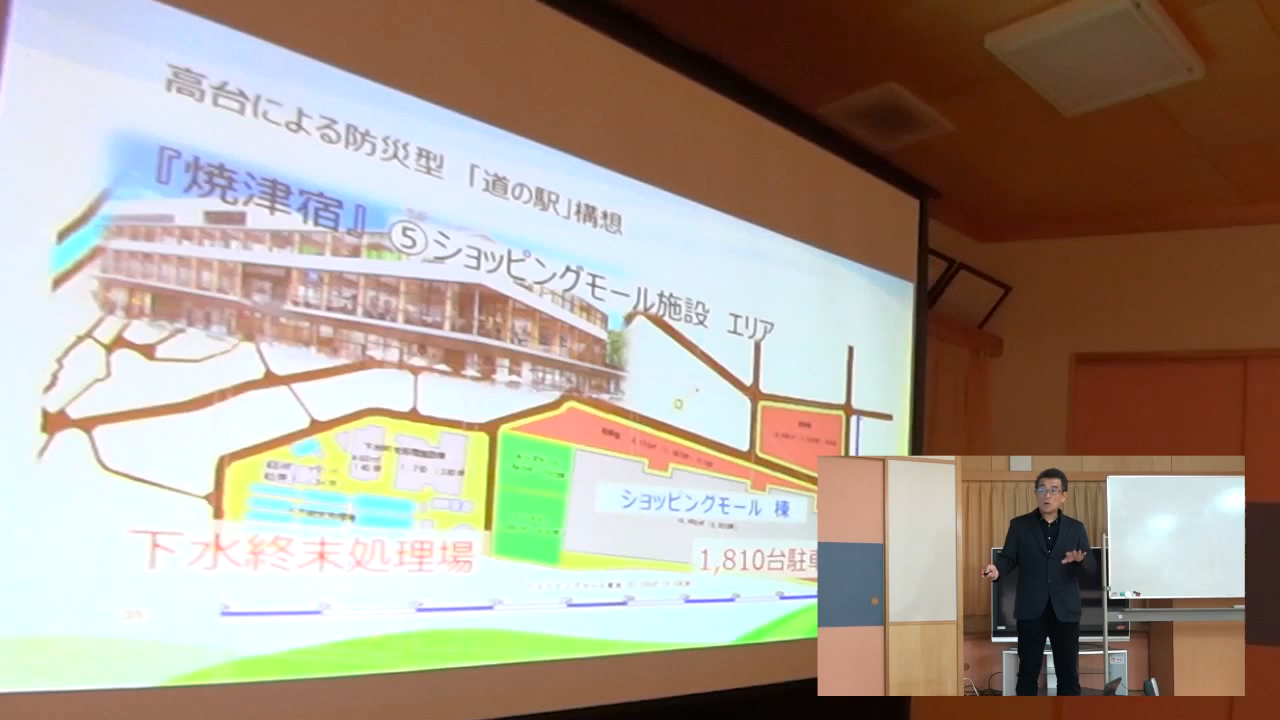 高台による防災型 「道の駅」構想
『焼津宿』⑤ショッピングモール施設 エリア
ショッピングモール 棟
下水終末処理場
1,810台駐車